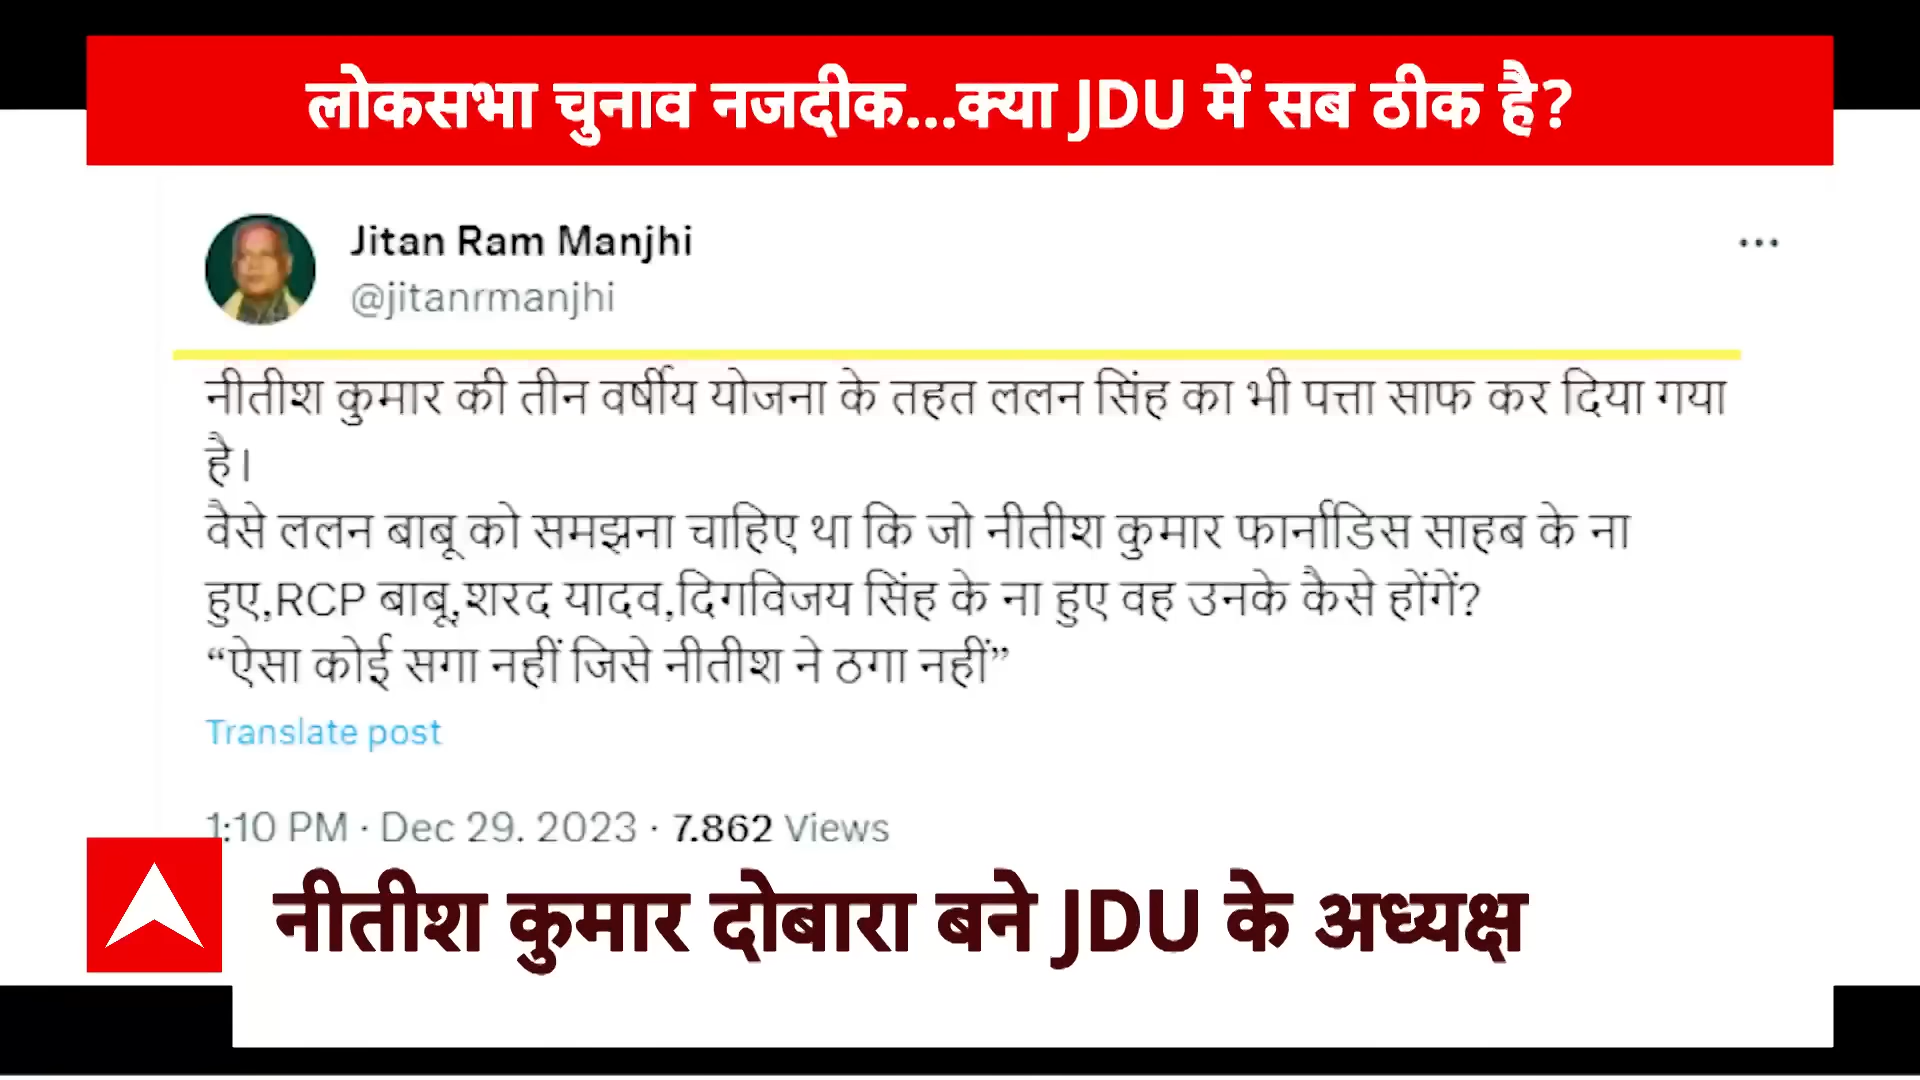 लोकसभा चुनाव नजदीक...क्या JDU में सब ठीक है?
Jitan Ram Manjhi
@jitanrmanjhi
नीतीश कुमार की तीन वर्षीय योजना के तहत ललन सिंह का भी पत्ता साफ कर दिया गया
है।
वैसे ललन बाबू को समझना चाहिए था कि जो नीतीश कुमार फार्नाडिस साहब के ना
हुए,RCP बाबू,शरद यादव,दिगविजय सिंह के ना हुए वह उनके कैसे होंगें?
“ऐसा कोई सगा नहीं जिसे नीतीश ने ठगा नहीं”
Translate post
1:10 PM · Dec 29. 2023 · 7.862 Views
नीतीश कुमार दोबारा बने JDU के अध्यक्ष